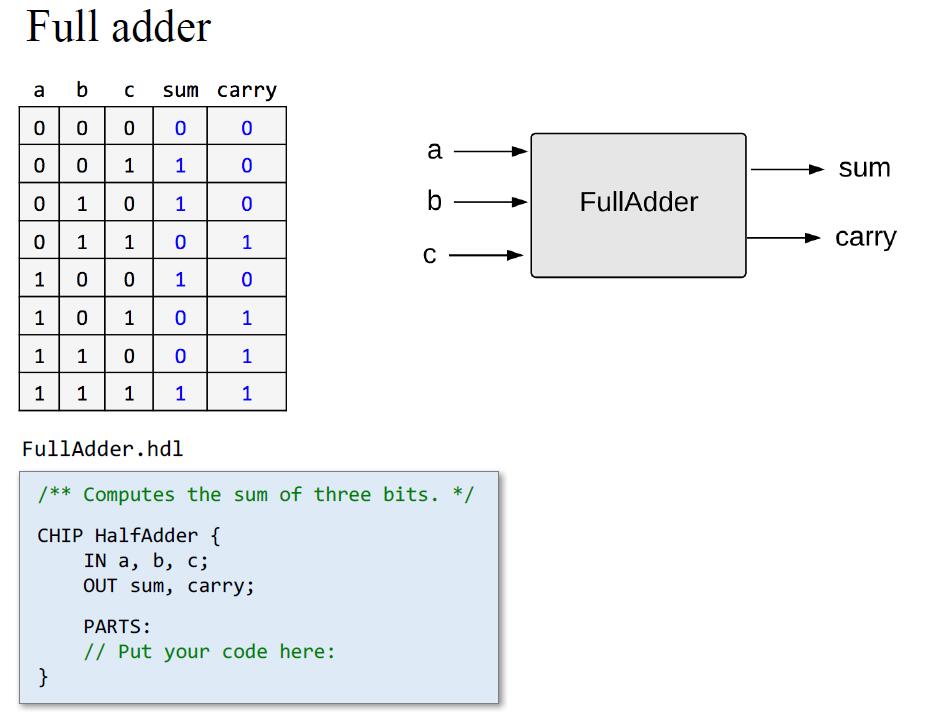 Full adder
a b c sum carry
0 0 0 0 0
0 0 1 1 0
0 1 0 1 0
0 1 1 0 1
1 0 0 1 0
1 0 1 0 1
1 1 0 0 1
1 1 1 1 1
a
b
c
FullAdder
sum
carry
FullAdder.hdl
/** Computes the sum of three bits. */
CHIP HalfAdder {
IN a, b, c;
OUT sum, carry;
PARTS:
// Put your code here:
}